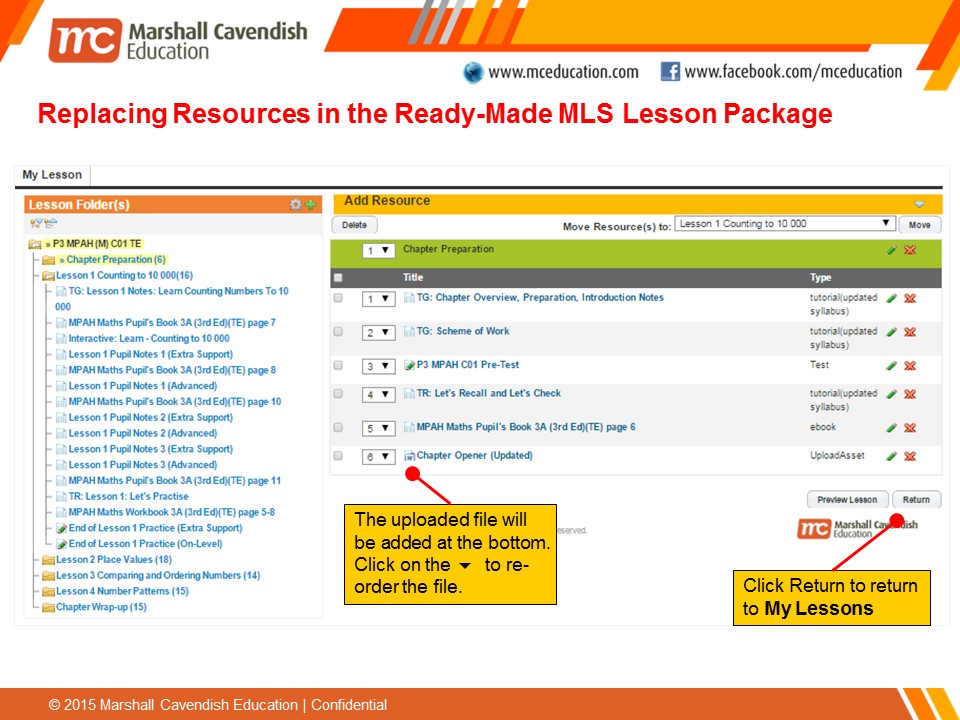 Marshall Cavendish
Education
www.mceducation.com
www.facebook.com/mceducation
Replacing Resources in the Ready-Made MLS Lesson Package
My Lesson
Lesson Folder(s)
» P3 MPAH (M) C01 TE
» Chapter Preparation (6)
Lesson 1 Counting to 10 000(16)
TG: Lesson 1 Notes: Learn Counting Numbers To 10
000
MPAH Maths Pupil's Book 3A (3rd Ed)(TE) page 7
Interactive: Learn - Counting to 10 000
Lesson 1 Pupil Notes 1 (Extra Support)
MPAH Maths Pupil's Book 3A (3rd Ed)(TE) page 8
Lesson 1 Pupil Notes 1 (Advanced)
MPAH Maths Pupil's Book 3A (3rd Ed)(TE) page 10
Lesson 1 Pupil Notes 2 (Extra Support)
Lesson 1 Pupil Notes 2 (Advanced)
Lesson 1 Pupil Notes 3 (Extra Support)
Lesson 1 Pupil Notes 3 (Advanced)
MPAH Maths Pupil's Book 3A (3rd Ed)(TE) page 11
TR: Lesson 1: Let's Practise
MPAH Maths Workbook 3A (3rd Ed)(TE) page 5-8
End of Lesson 1 Practice (Extra Support)
End of Lesson 1 Practice (On-Level)
Lesson 2 Place Values (18)
Lesson 3 Comparing and Ordering Numbers (14)
Lesson 4 Number Patterns (15)
Chapter Wrap-up (15)
Add Resource
Delete Move Resource(s) to: Lesson 1 Counting to 10 000 Move
1 Chapter Preparation
Title Type
1 TG: Chapter Overview, Preparation, Introduction Notes tutorial(updated
syllabus)
2 TG: Scheme of Work tutorial(updated
syllabus)
3 P3 MPAH C01 Pre-Test Test
4 TR: Let's Recall and Let's Check tutorial(updated
syllabus)
5 MPAH Maths Pupil's Book 3A (3rd Ed)(TE) page 6 ebook
6 Chapter Opener (Updated) UploadAsset
Preview Lesson Return
The uploaded file will
be added at the bottom.
Click on the to re-
order the file.
served.
Marshall Cavendish
Education
Click Return to return
to My Lessons
© 2015 Marshall Cavendish Education | Confidential